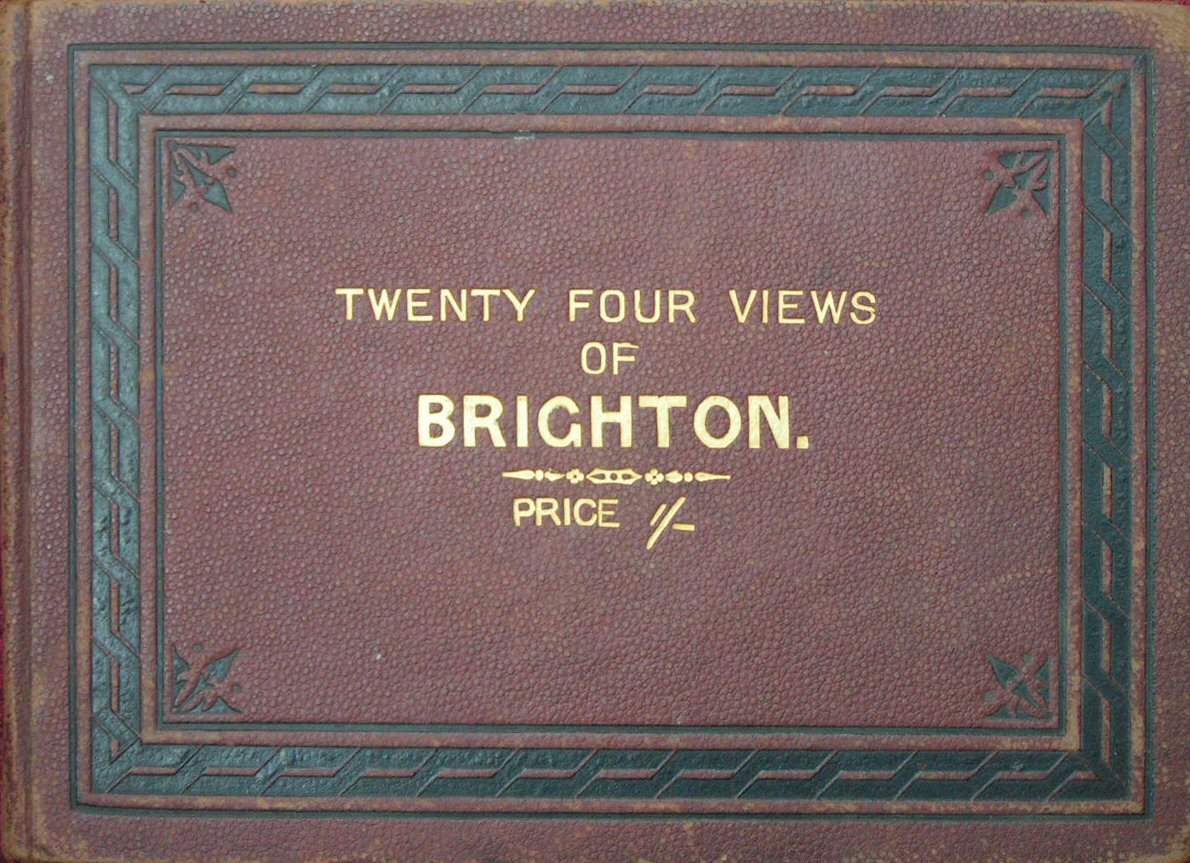 TWENTY FOUR VIEWS
OF
BRIGHTON.
PRICE 1/-